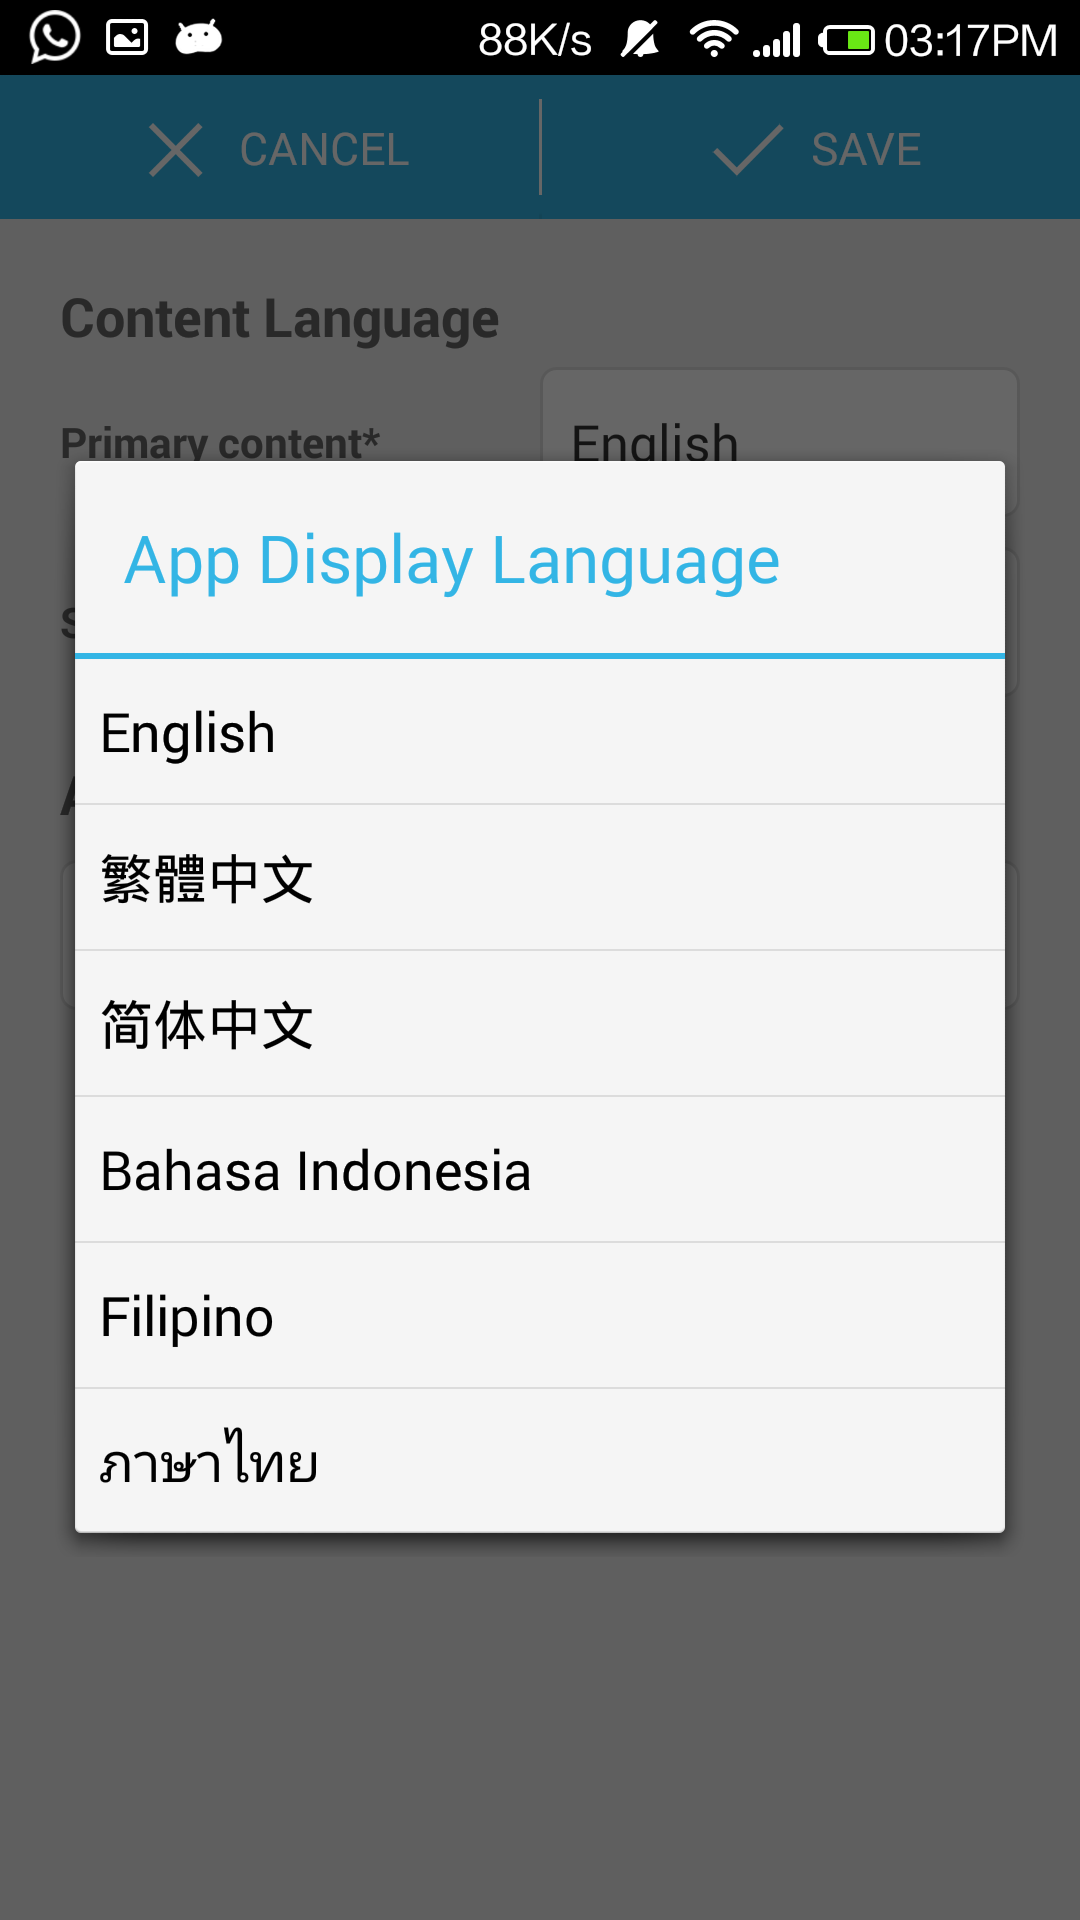 88K/s 03:17PM
CANCEL SAVE
Content Language
Primary content* English
App Display Language
English
繁體中文
简体中文
Bahasa Indonesia
Filipino
ภาษาไทย